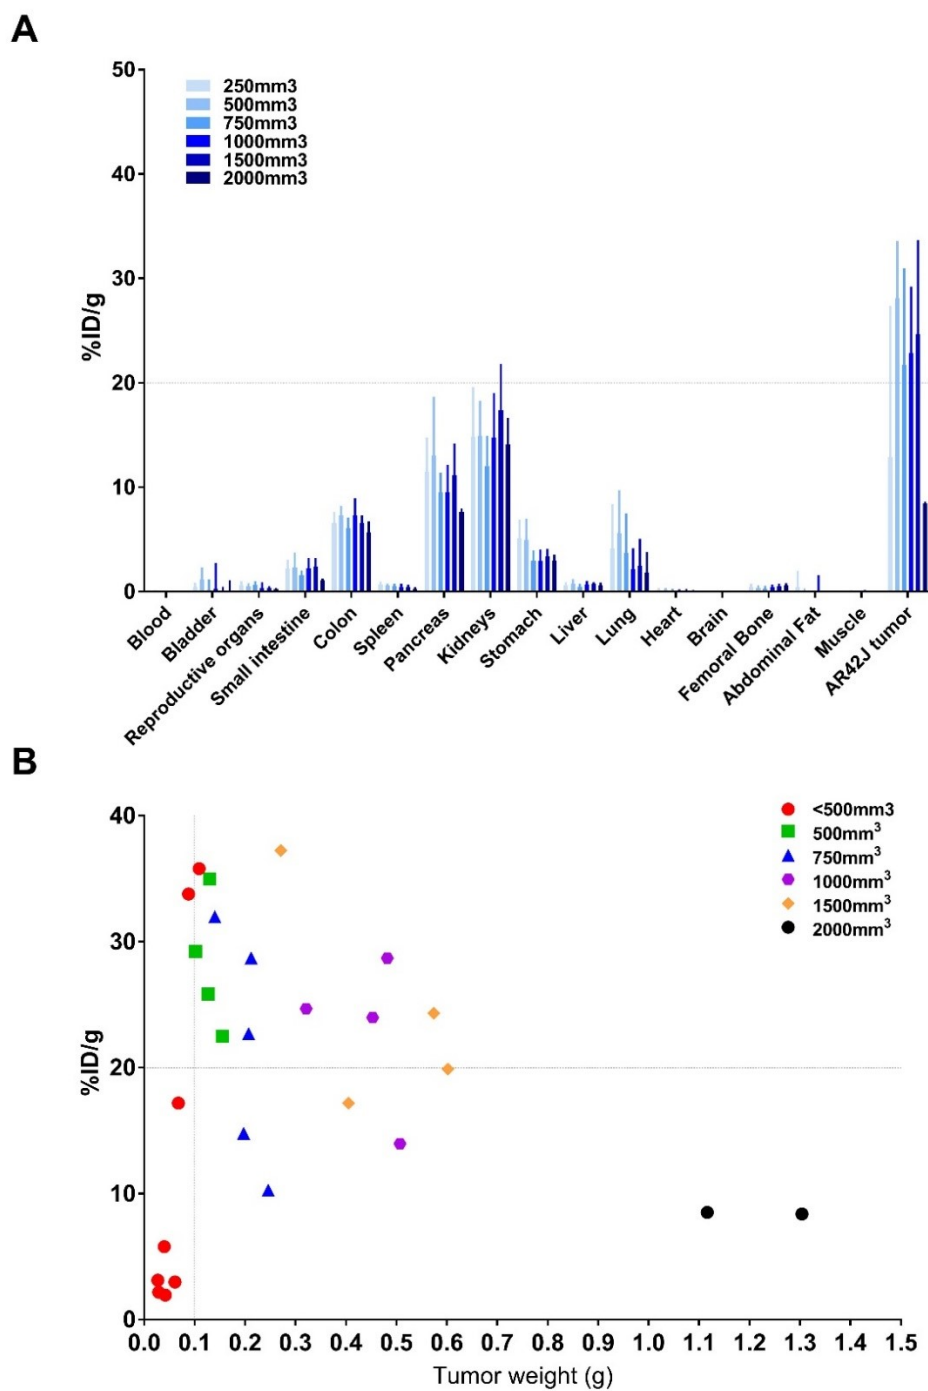 A
50
40
30
20
10
0
%ID/g
250mm3
500mm3
750mm3
1000mm3
1500mm3
2000mm3
Blood
Bladder
Reproductive organs
Small intestine
Colon
Spleen
Pancreas
Kidneys
Stomach
Liver
Lung
Heart
Brain
Femoral Bone
Abdominal Fat
Muscle
AR42J tumor
B
40
30
20
10
0
%ID/g
<500mm3
500mm³
750mm³
1000mm³
1500mm³
2000mm³
0.0 0.1 0.2 0.3 0.4 0.5 0.6 0.7 0.8 0.9 1.0 1.1 1.2 1.3 1.4 1.5
Tumor weight (g)